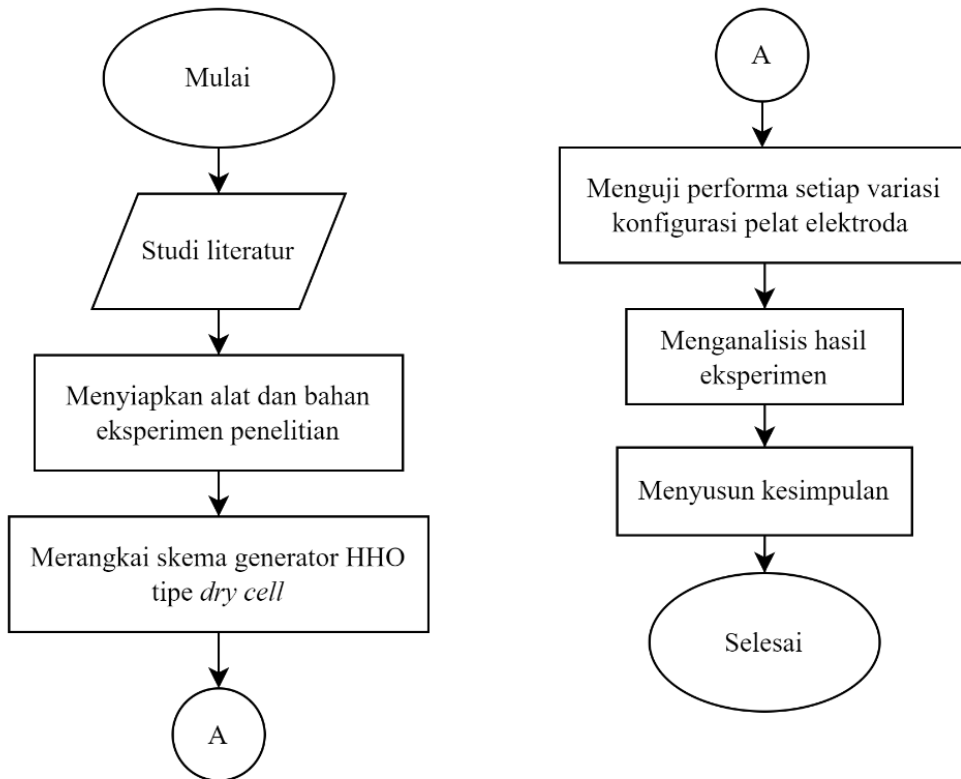 Mulai
Studi literatur
Menyiapkan alat dan bahan
eksperimen penelitian
Merangkai skema generator HHO
tipe dry cell
A
A
Menguji performa setiap variasi
konfigurasi pelat elektroda
Menganalisis hasil
eksperimen
Menyusun kesimpulan
Selesai